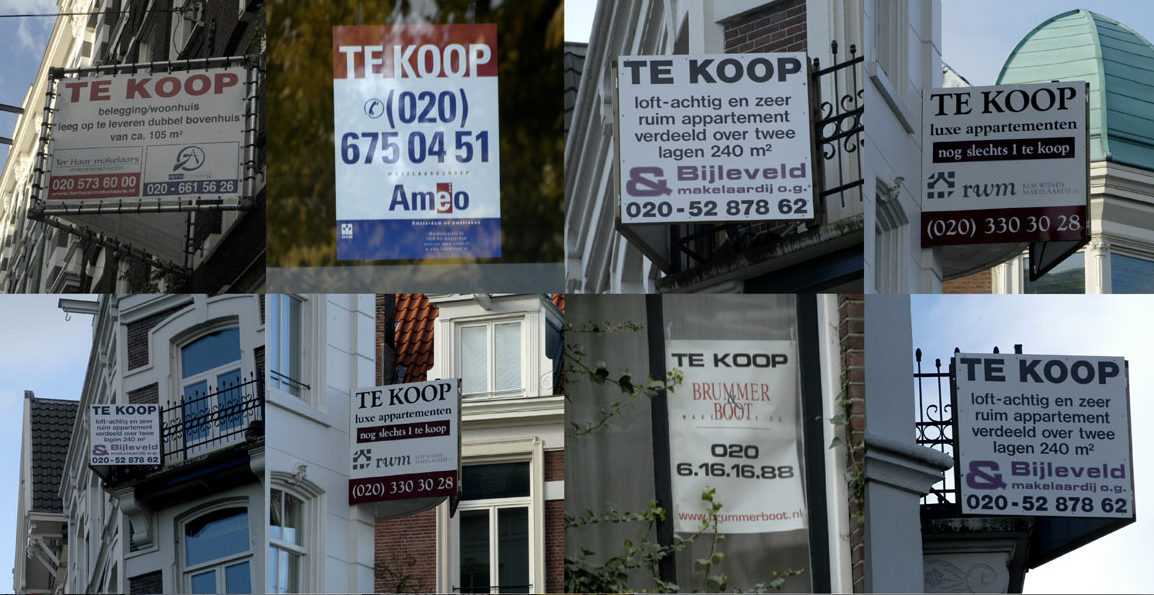 TE KOOP
belegging/woonhuis
leeg op te leveren dubbel bovenhuis
van ca. 105 m²
Ter Haar makelaars
020 573 60 00
020 - 661 56 26
TE KOOP
(020)
675 04 51
MAKELAARSGROEP
Ameo
Amsterdam en omstreken
TE KOOP
loft-achtig en zeer
ruim appartement
verdeeld over twee
lagen 240 m²
& Bijleveld
makelaardij o.g.
020 - 52 878 62
TE KOOP
luxe appartementen
nog slechts 1 te koop
rwm
(020) 330 30 28
TE KOOP
loft-achtig en zeer
ruim appartement
verdeeld over twee
lagen 240 m²
& Bijleveld
makelaardij o.g.
020 - 52 878 62
TE KOOP
luxe appartementen
nog slechts 1 te koop
rwm
(020) 330 30 28
TE KOOP
BRUMMER
&
BOOT
020
6.16.16.88
www.brummerboot.nl
TE KOOP
loft-achtig en zeer
ruim appartement
verdeeld over twee
lagen 240 m²
& Bijleveld
makelaardij o.g.
020 - 52 878 62